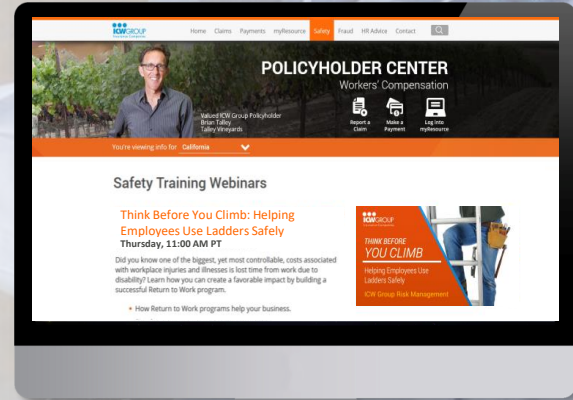 ICWGROUP
Home Claims Payments myResource Safety Fraud HR Advice Contact
POLICYHOLDER CENTER
Workers' Compensation
Valued ICW Group Policyholder
Brian Talley
Talley Vineyards
Report a Claim
Make a Payment
Log into myResource
You're viewing info for California
Safety Training Webinars
Think Before You Climb: Helping
Employees Use Ladders Safely
Thursday, 11:00 AM PT
Did you know one of the biggest, yet most controllable, costs associated
with workplace injuries and illnesses is lost time from work due to
disability? Learn how you can create a favorable impact by building a
successful Return to Work program.
• How Return to Work programs help your business.
ICWGROUP
THINK BEFORE
YOU CLIMB
Helping Employees Use
Ladders Safely
ICW Group Risk Management